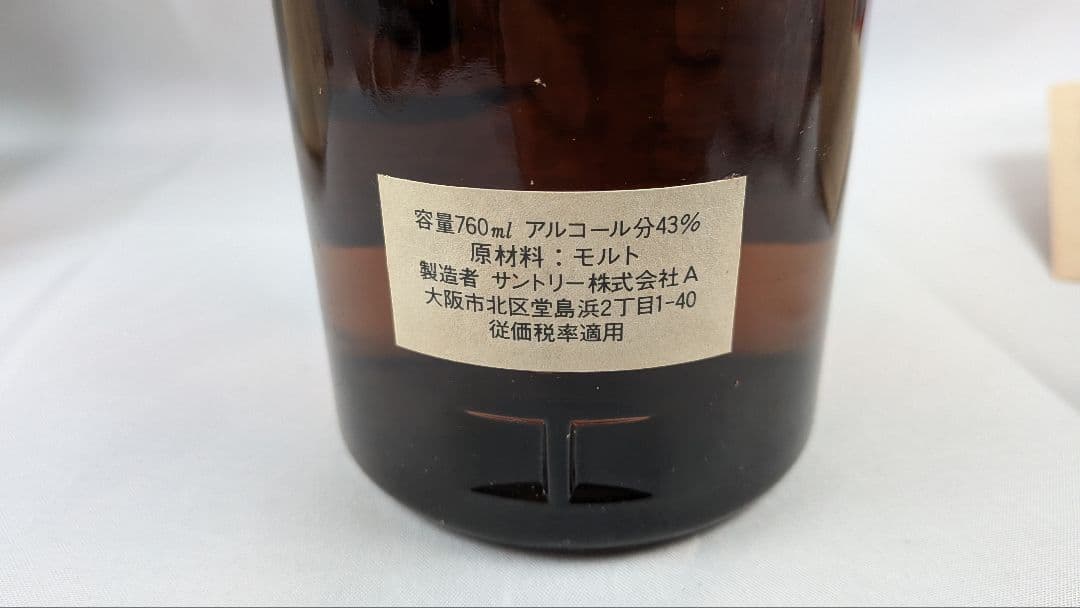 容量760ml アルコール分43%
原材料：モルト
製造者 サントリー株式会社A
大阪市北区堂島浜2丁目1-40
従価税率適用